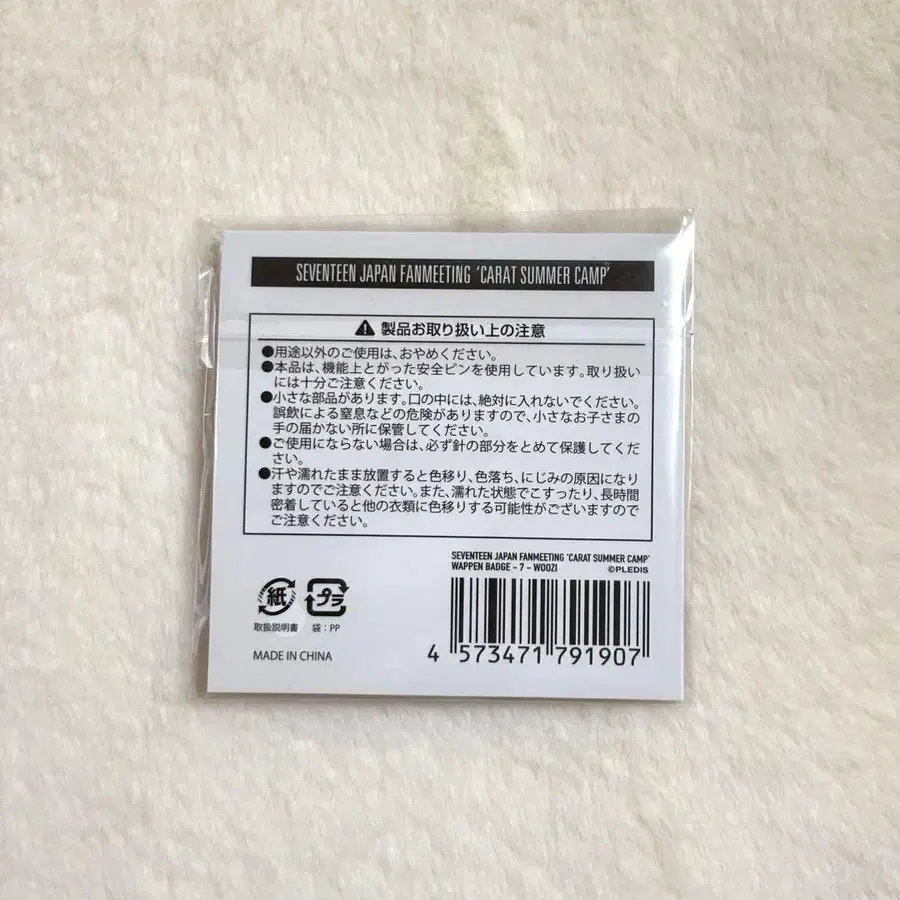 SEVENTEEN JAPAN FANMEETING 'CARAT SUMMER CAMP'
製品お取り扱い上の注意
●用途以外のご使用は、おやめください。
●本品は、機能上とがった安全ピンを使用しています。取り扱い
には十分ご注意ください。
●小さな部品があります。口の中には、絶対に入れないでください。
誤飲による窒息などの危険がありますので、小さなお子さまの
手の届かない所に保管してください。
●ご使用にならない場合は、必ず針の部分をとめて保護してくだ
さい。
●汗や濡れたまま放置すると色移り、色落ち、にじみの原因になり
ますのでご注意ください。また、濡れた状態でこすったり、長時間
密着していると他の衣類に色移りする可能性がございますので
ご注意ください。
SEVENTEEN JAPAN FANMEETING 'CARAT SUMMER CAMP'
WAPPEN BADGE - 7 - WOOZI ©PLEDIS
紙 プラ
取扱説明書 袋:PP
MADE IN CHINA
4 573471 791907